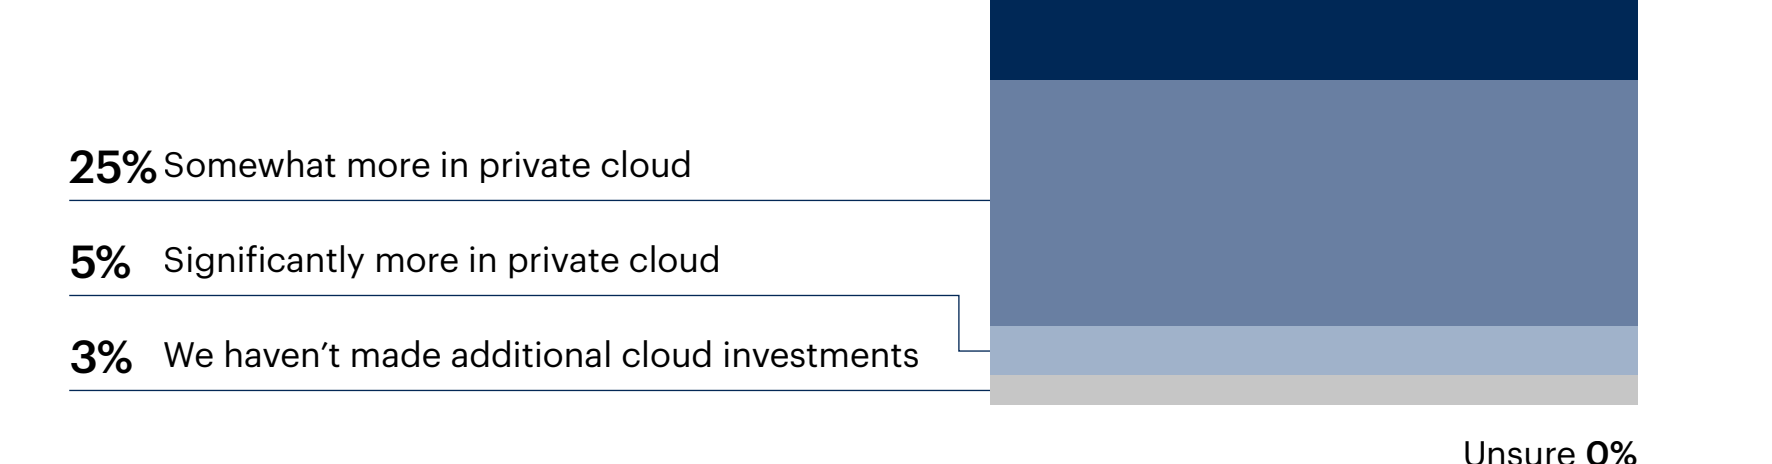 25% Somewhat more in private cloud
5% Significantly more in private cloud
3% We haven’t made additional cloud investments
Unsure 0%